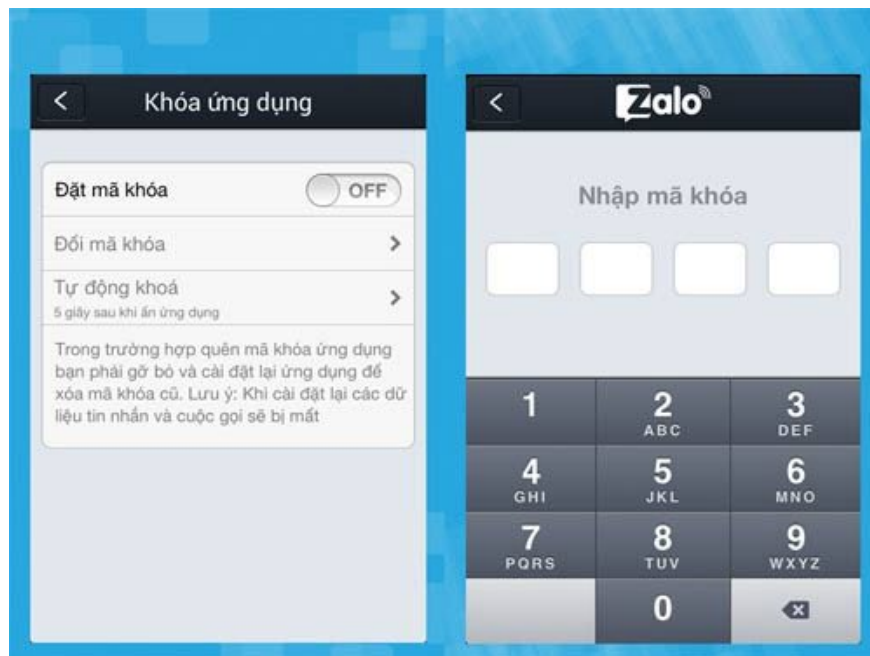 Khóa ứng dụng
Đặt mã khóa
OFF
Đổi mã khóa
Tự động khoá
5 giây sau khi ẩn ứng dụng
Trong trường hợp quên mã khóa ứng dụng
bạn phải gỡ bỏ và cài đặt lại ứng dụng để
xóa mã khóa cũ. Lưu ý: Khi cài đặt lại các dữ
liệu tin nhắn và cuộc gọi sẽ bị mất
Zalo
Nhập mã khóa
1 2 3
ABC DEF
4 5 6
GHI JKL MNO
7 8 9
PQRS TUV WXYZ
0